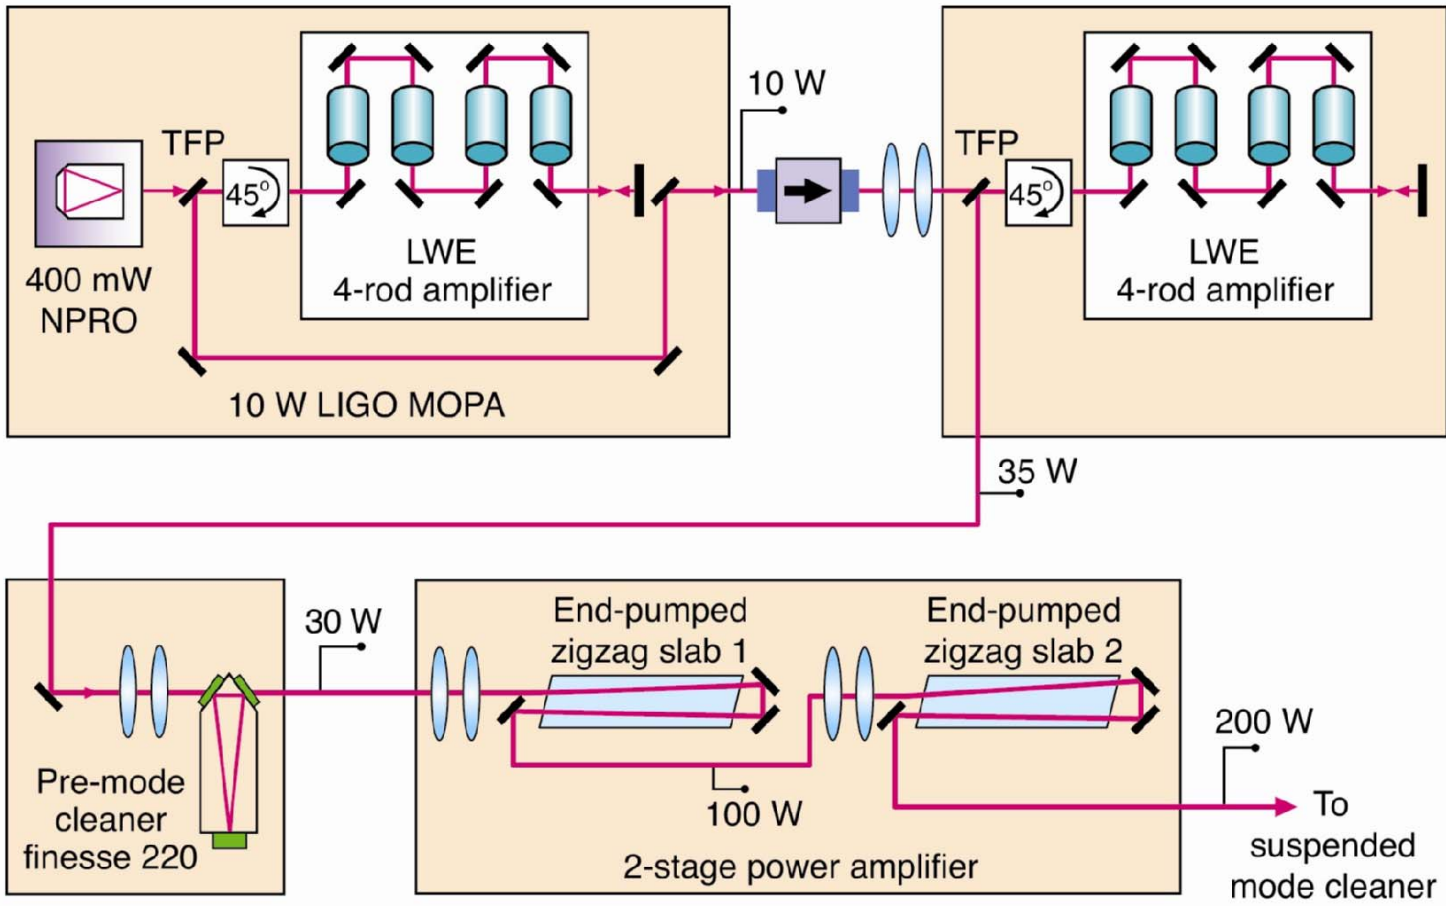 TFP
45°
400 mW
NPRO
LWE
4-rod amplifier
10 W LIGO MOPA
10 W
TFP
45°
LWE
4-rod amplifier
35 W
Pre-mode
cleaner
finesse 220
30 W
End-pumped
zigzag slab 1
100 W
End-pumped
zigzag slab 2
2-stage power amplifier
200 W
To
suspended
mode cleaner